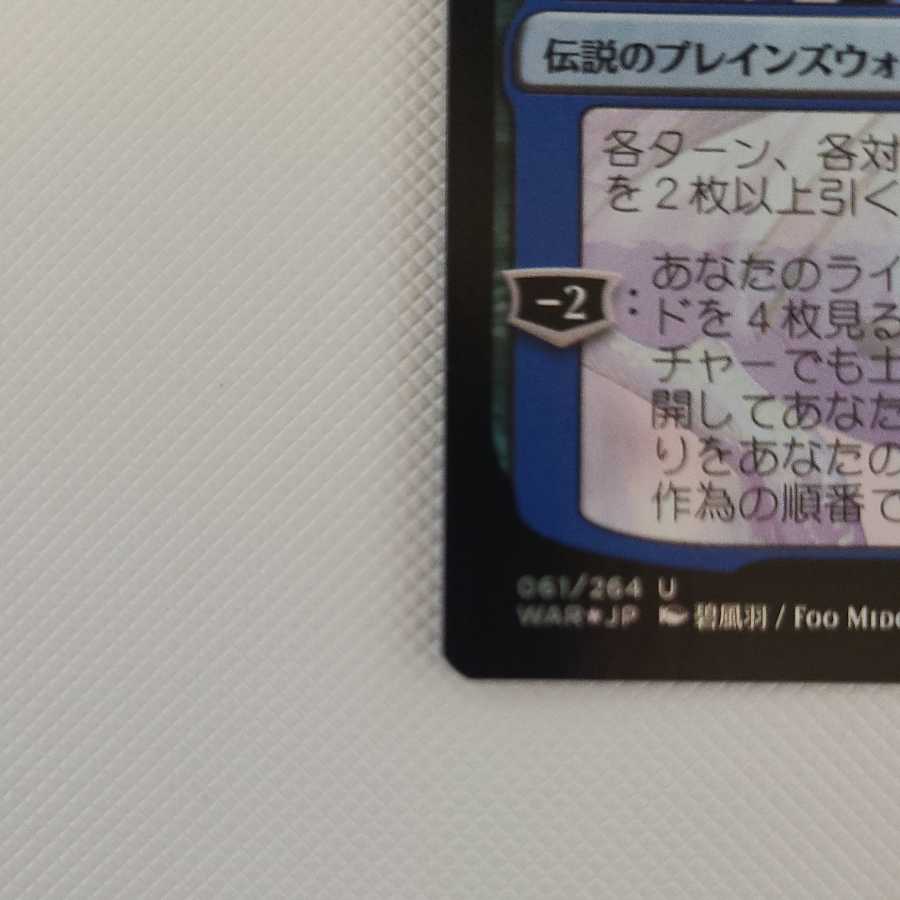 伝説のプレインズウォ
各ターン、各対
を２枚以上引く
あなたのライ
−2：ドを４枚見る
チャーでも土
開してあなた
りをあなたの
作為の順番で
061/264 U
WAR★JP 碧風羽 / Foo Mido